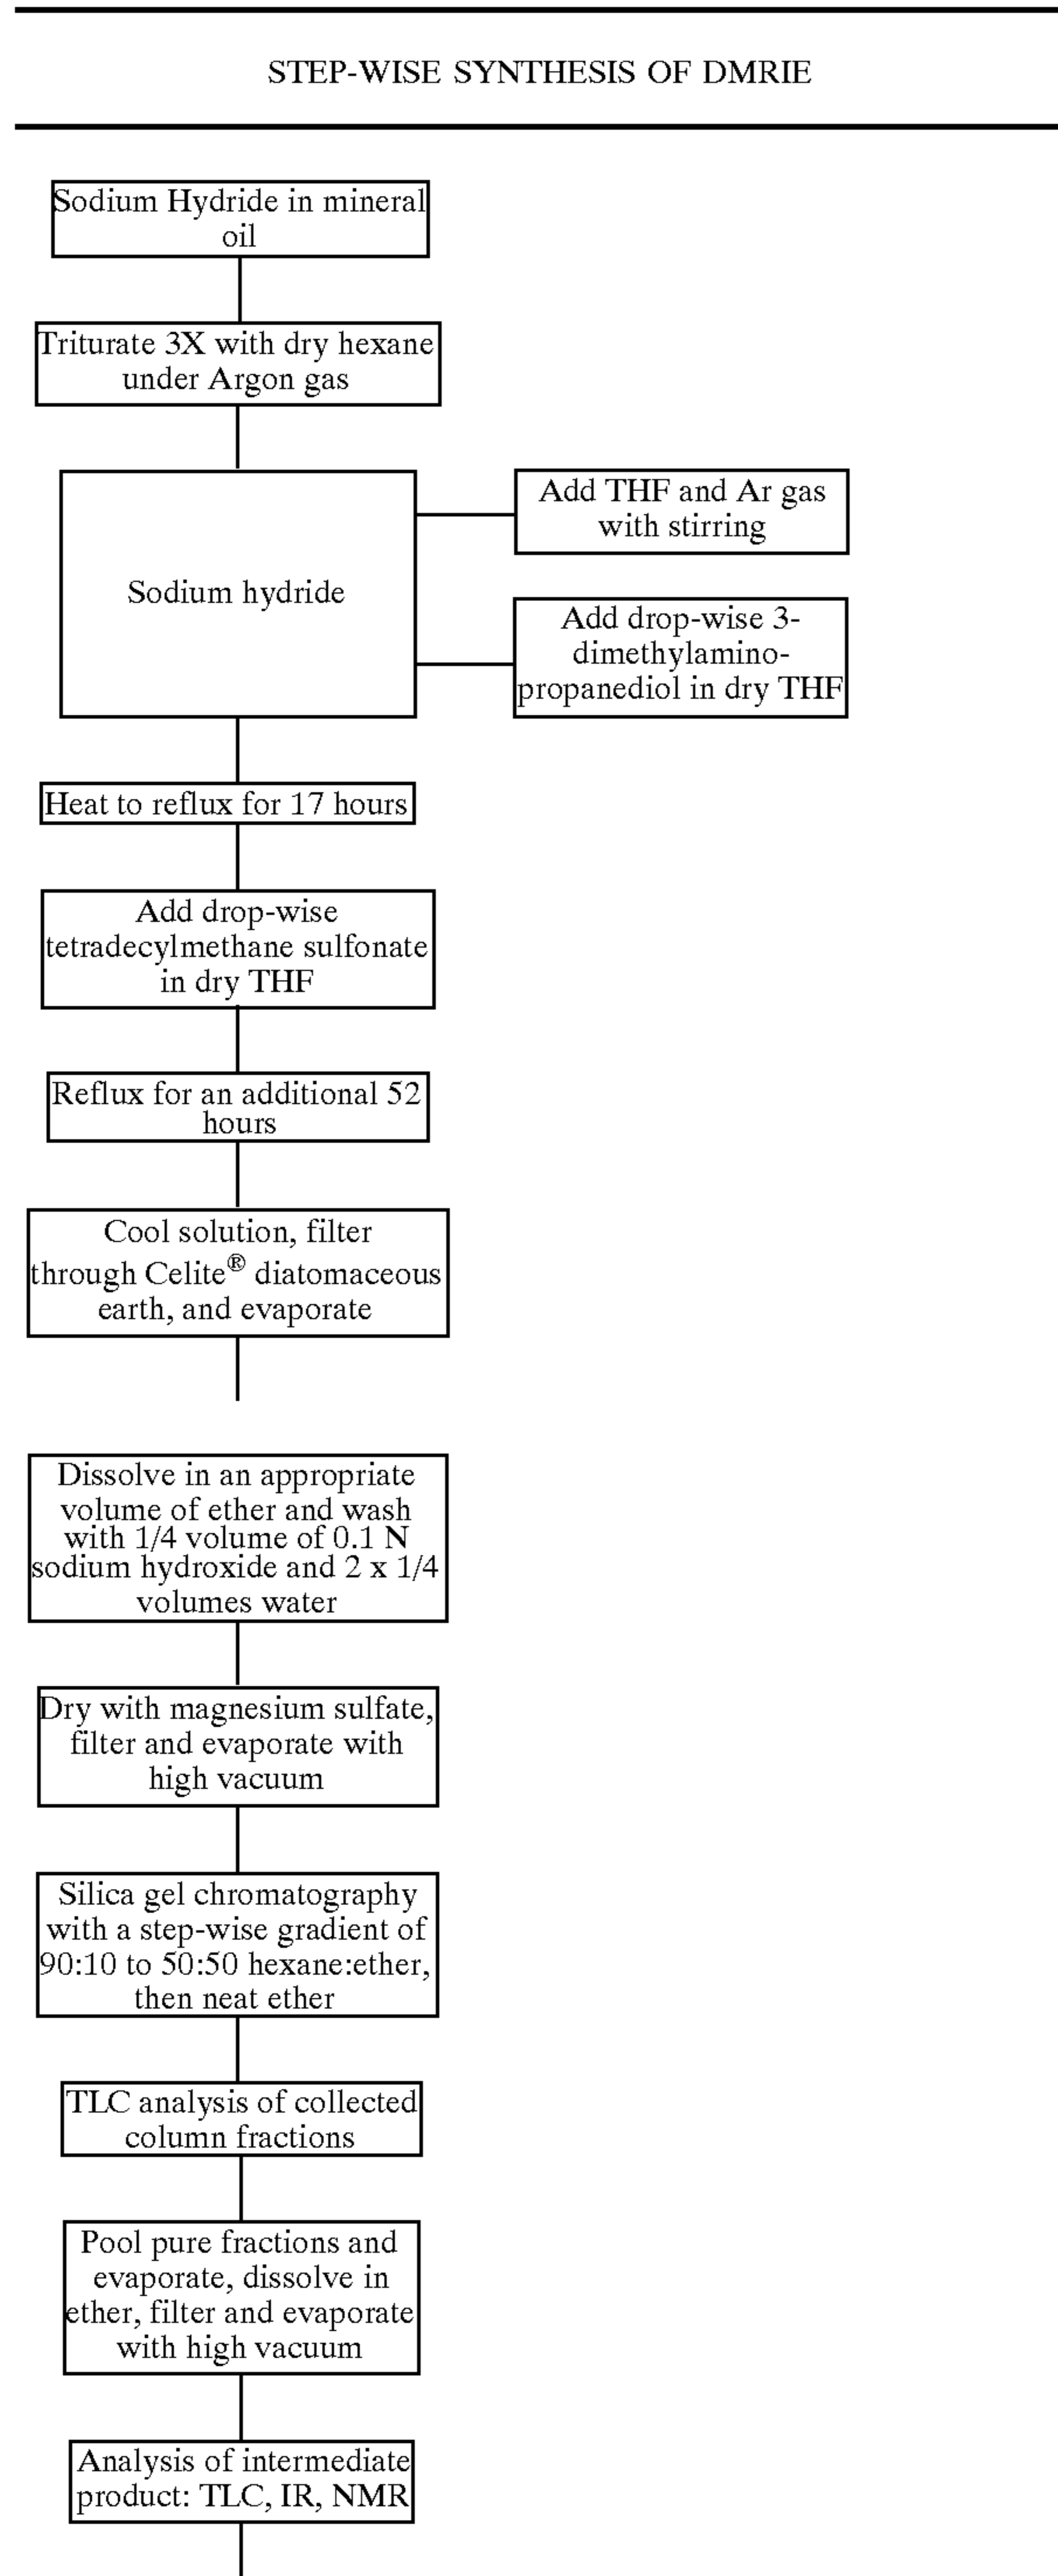 STEP-WISE SYNTHESIS OF DMRIE
Sodium Hydride in mineral
oil
Triturate 3X with dry hexane
under Argon gas
Sodium hydride
Add THF and Ar gas
with stirring
Add drop-wise 3-
dimethylamino-
propanediol in dry THF
Heat to reflux for 17 hours
Add drop-wise
tetradecylmethane sulfonate
in dry THF
Reflux for an additional 52
hours
Cool solution, filter
through Celite® diatomaceous
earth, and evaporate
Dissolve in an appropriate
volume of ether and wash
with 1/4 volume of 0.1 N
sodium hydroxide and 2 x 1/4
volumes water
Dry with magnesium sulfate,
filter and evaporate with
high vacuum
Silica gel chromatography
with a step-wise gradient of
90:10 to 50:50 hexane:ether,
then neat ether
TLC analysis of collected
column fractions
Pool pure fractions and
evaporate, dissolve in
ether, filter and evaporate
with high vacuum
Analysis of intermediate
product: TLC, IR, NMR